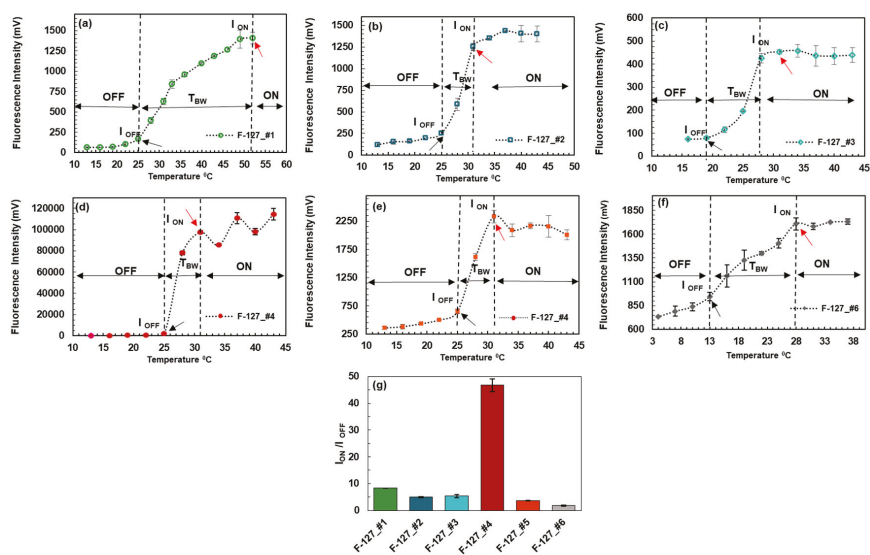 (a)
Fluorescence Intensity (mV)
1500
1250
1000
750
500
250
0
I ON
OFF
T BW
ON
I OFF
F-127_#1
10 15 20 25 30 35 40 45 50 55 60
Temperature ⁰C
(b)
Fluorescence Intensity (mV)
1500
1250
1000
750
500
250
0
I ON
OFF
T BW
ON
I OFF
F-127_#2
10 15 20 25 30 35 40 45 50
Temperature ⁰C
(c)
Fluorescence Intensity (mV)
600
500
400
300
200
100
0
I ON
OFF
T BW
ON
I OFF
F-127_#3
10 15 20 25 30 35 40 45
Temperature ⁰C
(d)
Fluorescence Intensity (mV)
120000
100000
80000
60000
40000
20000
0
I ON
OFF
T BW
ON
I OFF
F-127_#4
10 15 20 25 30 35 40 45
Temperature ⁰C
(e)
Fluorescence Intensity (mV)
2250
1750
1250
750
250
I ON
OFF
T BW
ON
I OFF
F-127_#4
10 15 20 25 30 35 40 45
Temperature ⁰C
(f)
Fluorescence Intensity (mV)
1850
1600
1350
1100
850
600
I ON
OFF
T BW
ON
I OFF
F-127_#6
3 8 13 18 23 28 33 38
Temperature ⁰C
(g)
I ON /I OFF
50
40
30
20
10
0
F-127_#1 F-127_#2 F-127_#3 F-127_#4 F-127_#5 F-127_#6